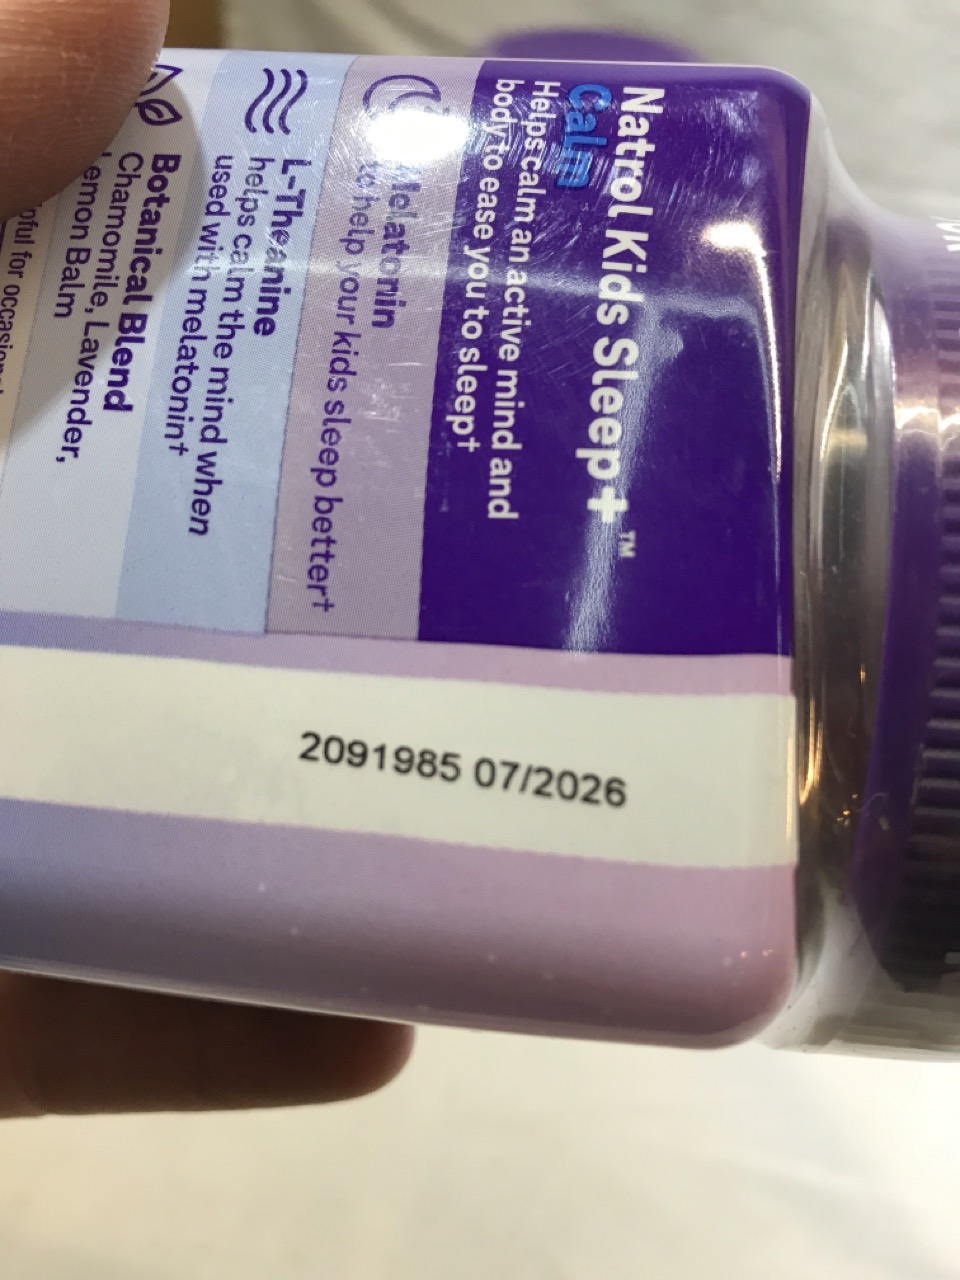 Natrol Kids Sleep+™
Calm
Helps calm an active mind and
body to ease you to sleep†
Melatonin
to help your kids sleep better†
L-Theanine
helps calm the mind when
used with melatonin†
Botanical Blend
Chamomile, Lavender,
Lemon Balm
for occasional
2091985 07/2026